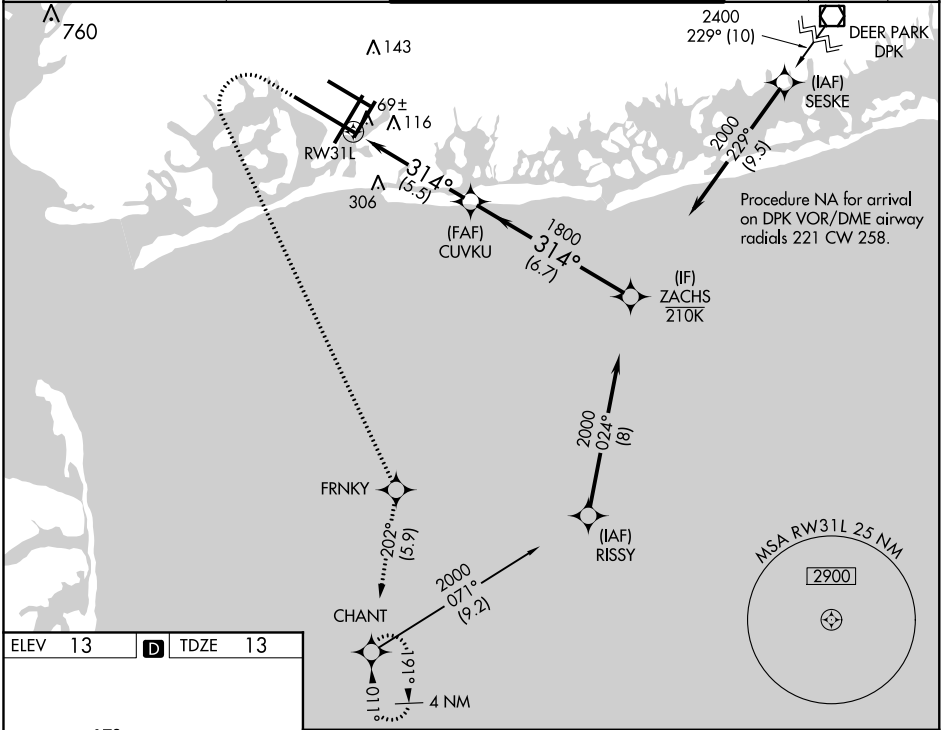 760
143
2400
229° (10)
DEER PARK
DPK
(IAF)
SESKE
69±
116
RW31L
2000
229°
(9.5)
314°
(5.5)
306
Procedure NA for arrival
on DPK VOR/DME airway
radials 221 CW 258.
(FAF)
CUVKU
1800
314°
(6.7)
(IF)
ZACHS
210K
2000
024°
(8)
FRNKY
202°
(5.9)
(IAF)
RISSY
MSA RW31L 25 NM
2900
2000
071°
(9.2)
CHANT
161°
011°
4 NM
ELEV 13 D TDZE 13